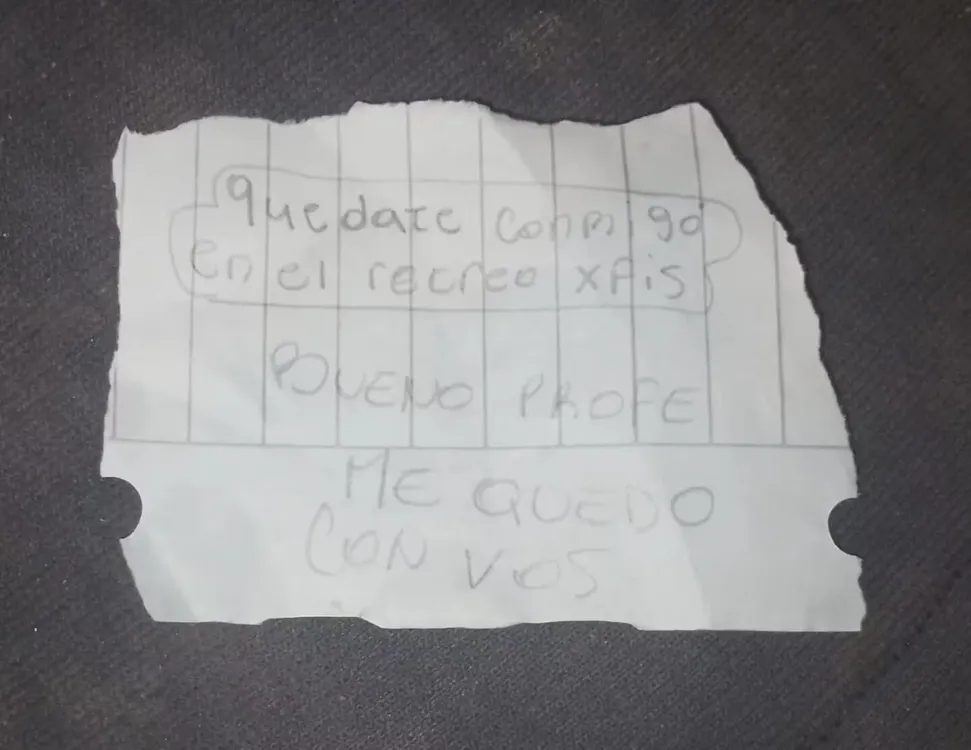 quedate conmigo
en el recreo xfis
BUENO PROFE
ME QUEDO
CON VOS